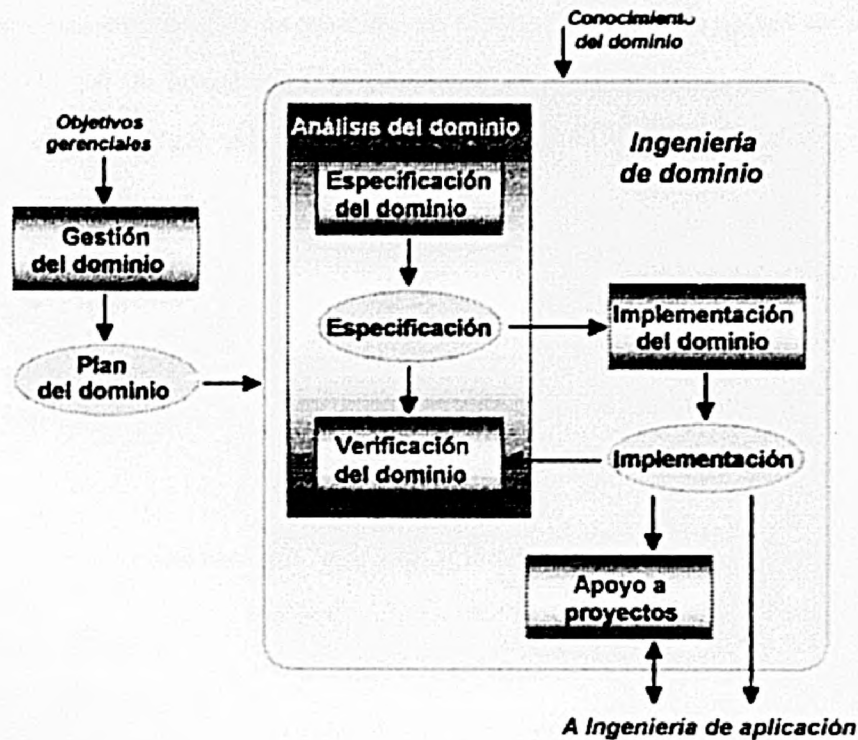 Conocimiento
del dominio
Objetivos
gerenciales
Análisis del dominio
Ingeniería
de dominio
Especificación
del dominio
Gestión
del dominio
Especificación
Implementación
del dominio
Plan
del dominio
Verificación
del dominio
Implementación
Apoyo a
proyectos
A Ingeniería de aplicación